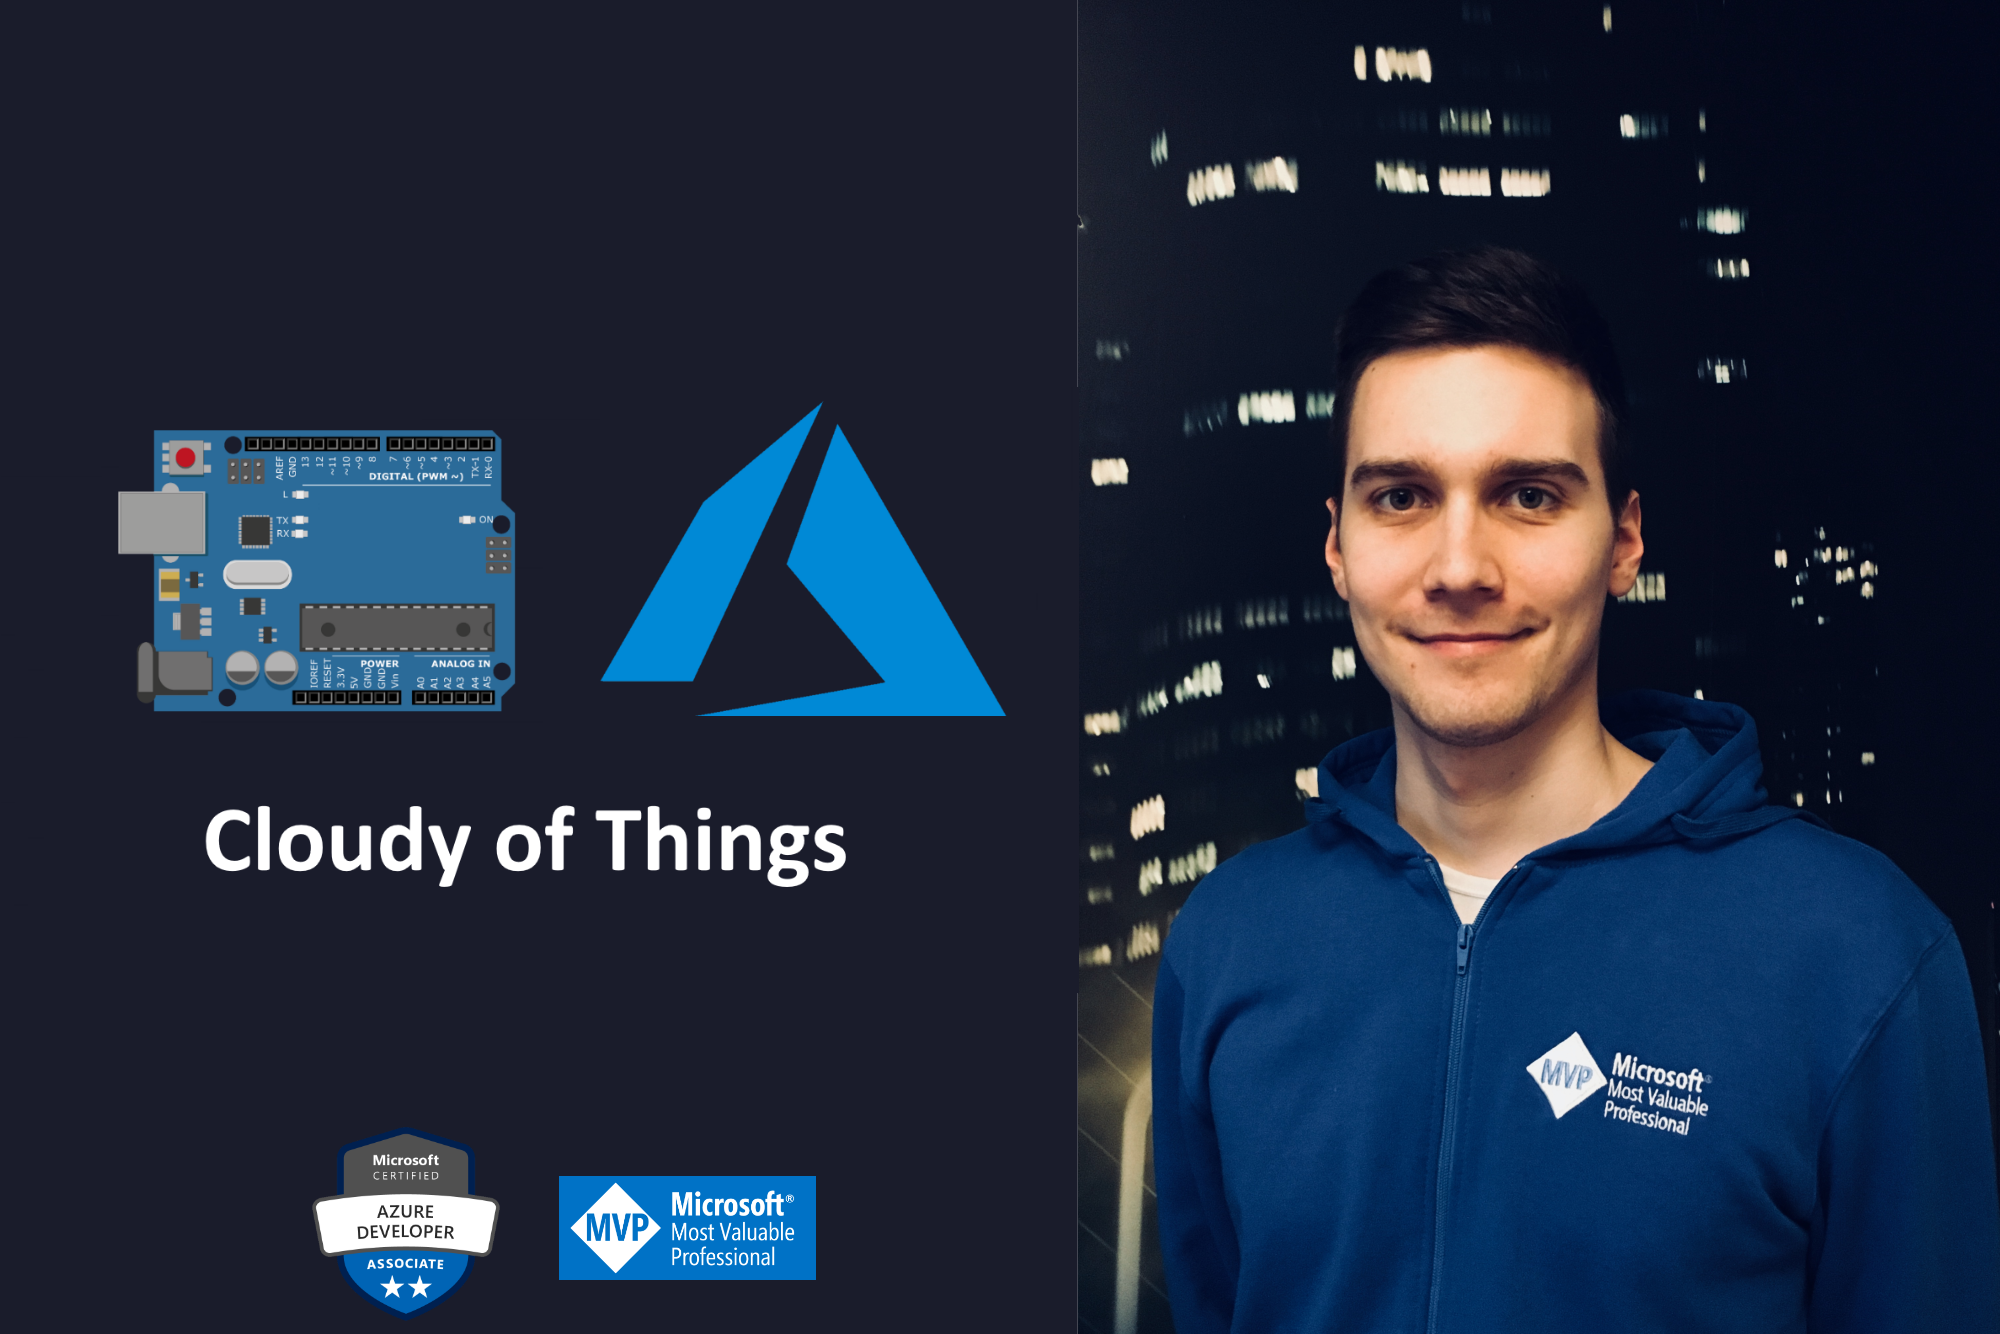 AREF
GND
13
12
~11
~10
~9
8
7
~6
~5
4
~3
2
TX-1
RX-0
DIGITAL (PWM ~)
L
TX
RX
ON
IOREF
RESET
3.3V
5V
GND
GND
Vin
POWER
ANALOG IN
A0
A1
A2
A3
A4
A5
Cloudy of Things
Microsoft
CERTIFIED
AZURE
DEVELOPER
ASSOCIATE
MVP
Microsoft®
Most Valuable
Professional
MVP
Microsoft®
Most Valuable
Professional